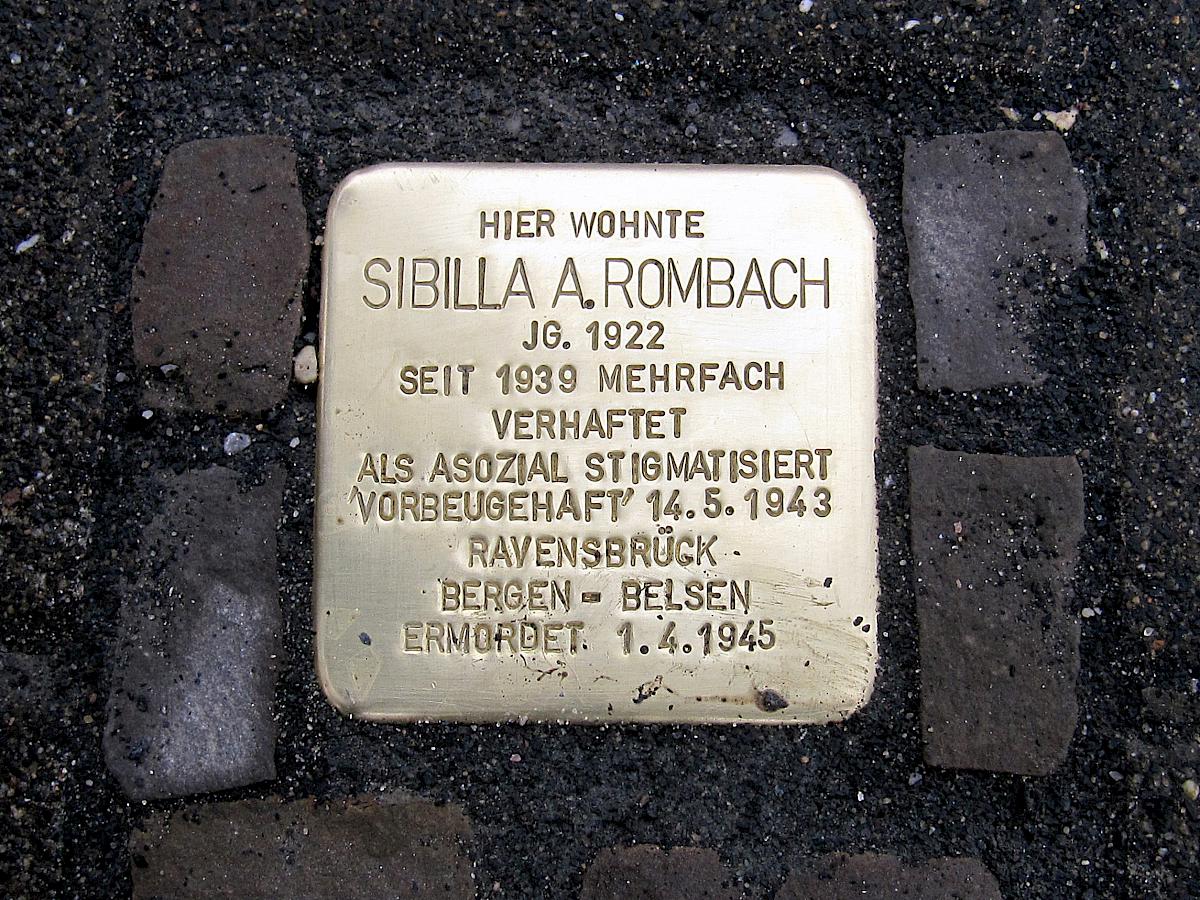 HIER WOHNTE
SIBILLA A. ROMBACH
JG. 1922
SEIT 1939 MEHRFACH
VERHAFTET
ALS ASOZIAL STIGMATISIERT
'VORBEUGEHAFT' 14.5.1943
RAVENSBRÜCK
BERGEN - BELSEN
ERMORDET 1.4.1945